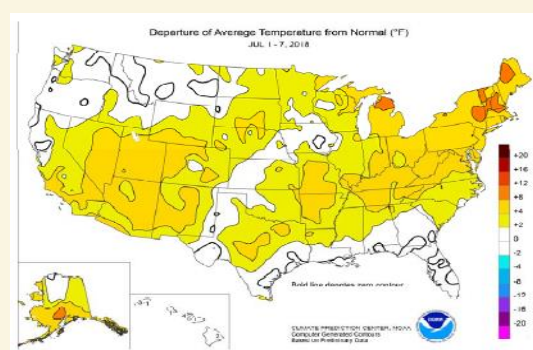 Departure of Average Temperature from Normal (°F)
JUL 1 - 7, 2018
+20
+16
+12
+8
+4
+2
0
-2
-4
-8
-12
-16
-20
Bold line denotes zero contour
CLIMATE PREDICTION CENTER, NOAA
Computer Generated Contours
Based on Preliminary Data